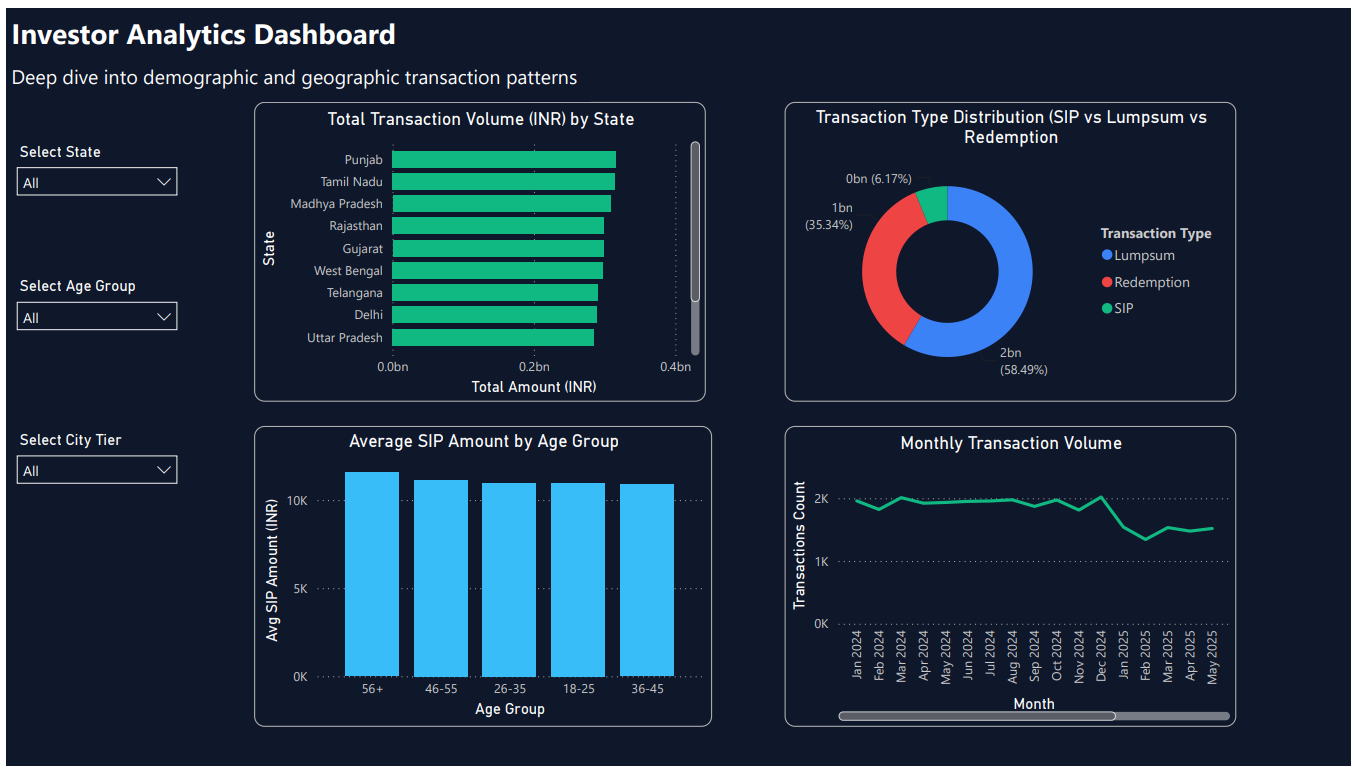 Investor Analytics Dashboard
Deep dive into demographic and geographic transaction patterns
Select State
All
Select Age Group
All
Select City Tier
All
Total Transaction Volume (INR) by State
State
Punjab
Tamil Nadu
Madhya Pradesh
Rajasthan
Gujarat
West Bengal
Telangana
Delhi
Uttar Pradesh
0.0bn 0.2bn 0.4bn
Total Amount (INR)
Transaction Type Distribution (SIP vs Lumpsum vs
Redemption
0bn (6.17%)
1bn
(35.34%)
2bn
(58.49%)
Transaction Type
Lumpsum
Redemption
SIP
Average SIP Amount by Age Group
Avg SIP Amount (INR)
10K
5K
0K
56+ 46-55 26-35 18-25 36-45
Age Group
Monthly Transaction Volume
Transactions Count
2K
1K
0K
Jan 2024
Feb 2024
Mar 2024
Apr 2024
May 2024
Jun 2024
Jul 2024
Aug 2024
Sep 2024
Oct 2024
Nov 2024
Dec 2024
Jan 2025
Feb 2025
Mar 2025
Apr 2025
May 2025
Month